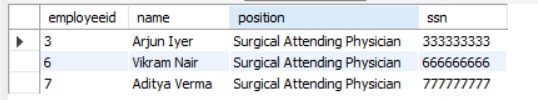 employeeid name position ssn
3 Arjun Iyer Surgical Attending Physician 333333333
6 Vikram Nair Surgical Attending Physician 666666666
7 Aditya Verma Surgical Attending Physician 777777777